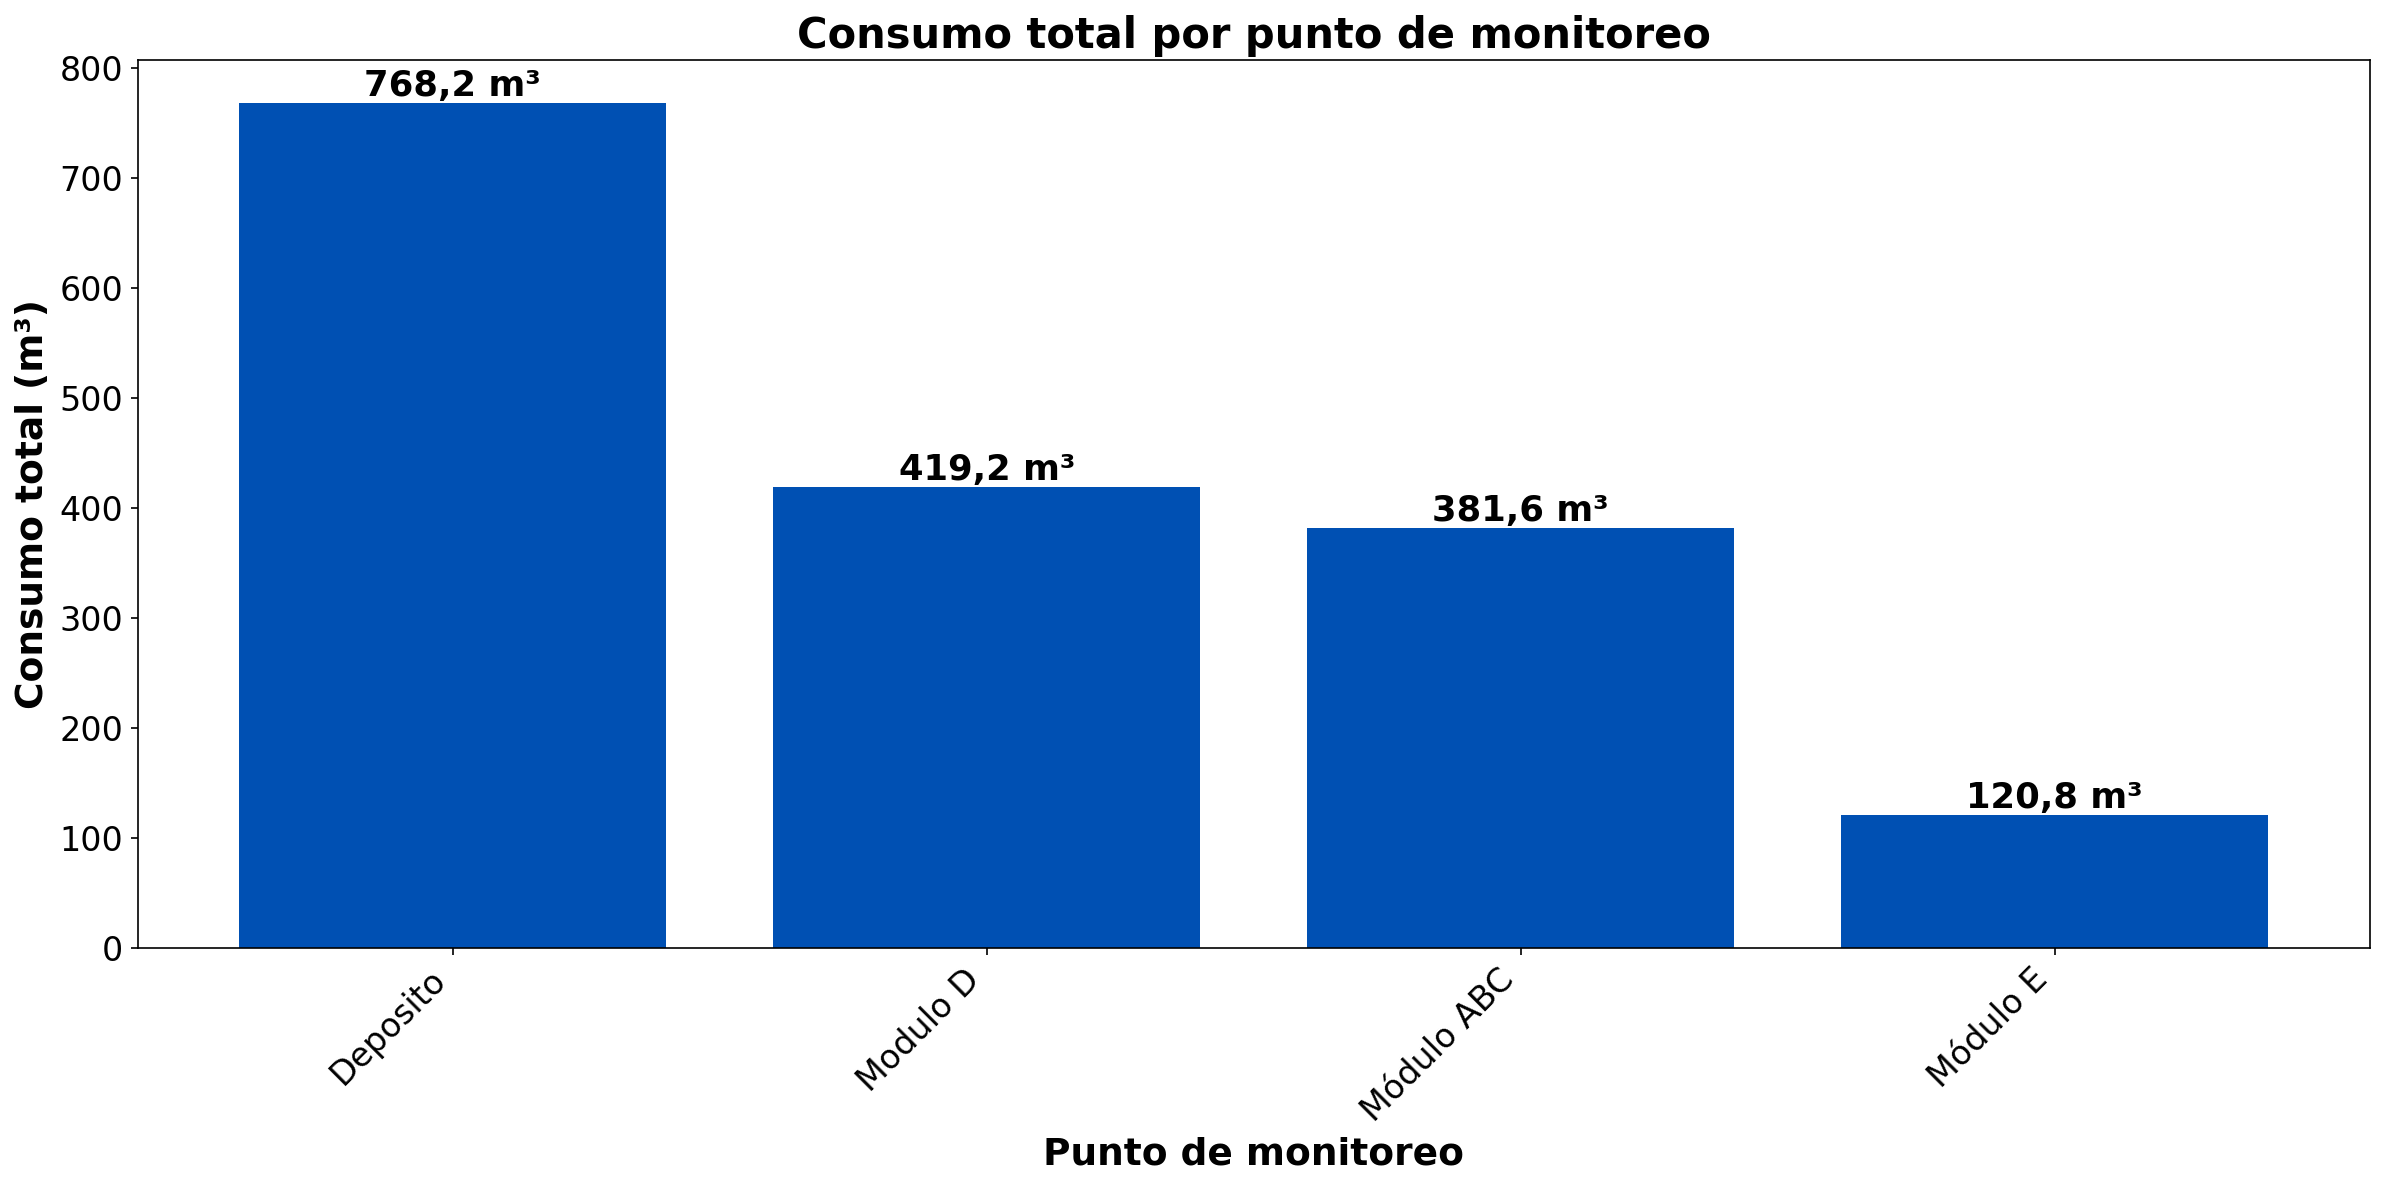 Consumo total por punto de monitoreo
Consumo total (m³)
800
700
600
500
400
300
200
100
0
768,2 m³
419,2 m³
381,6 m³
120,8 m³
Deposito
Modulo D
Módulo ABC
Módulo E
Punto de monitoreo